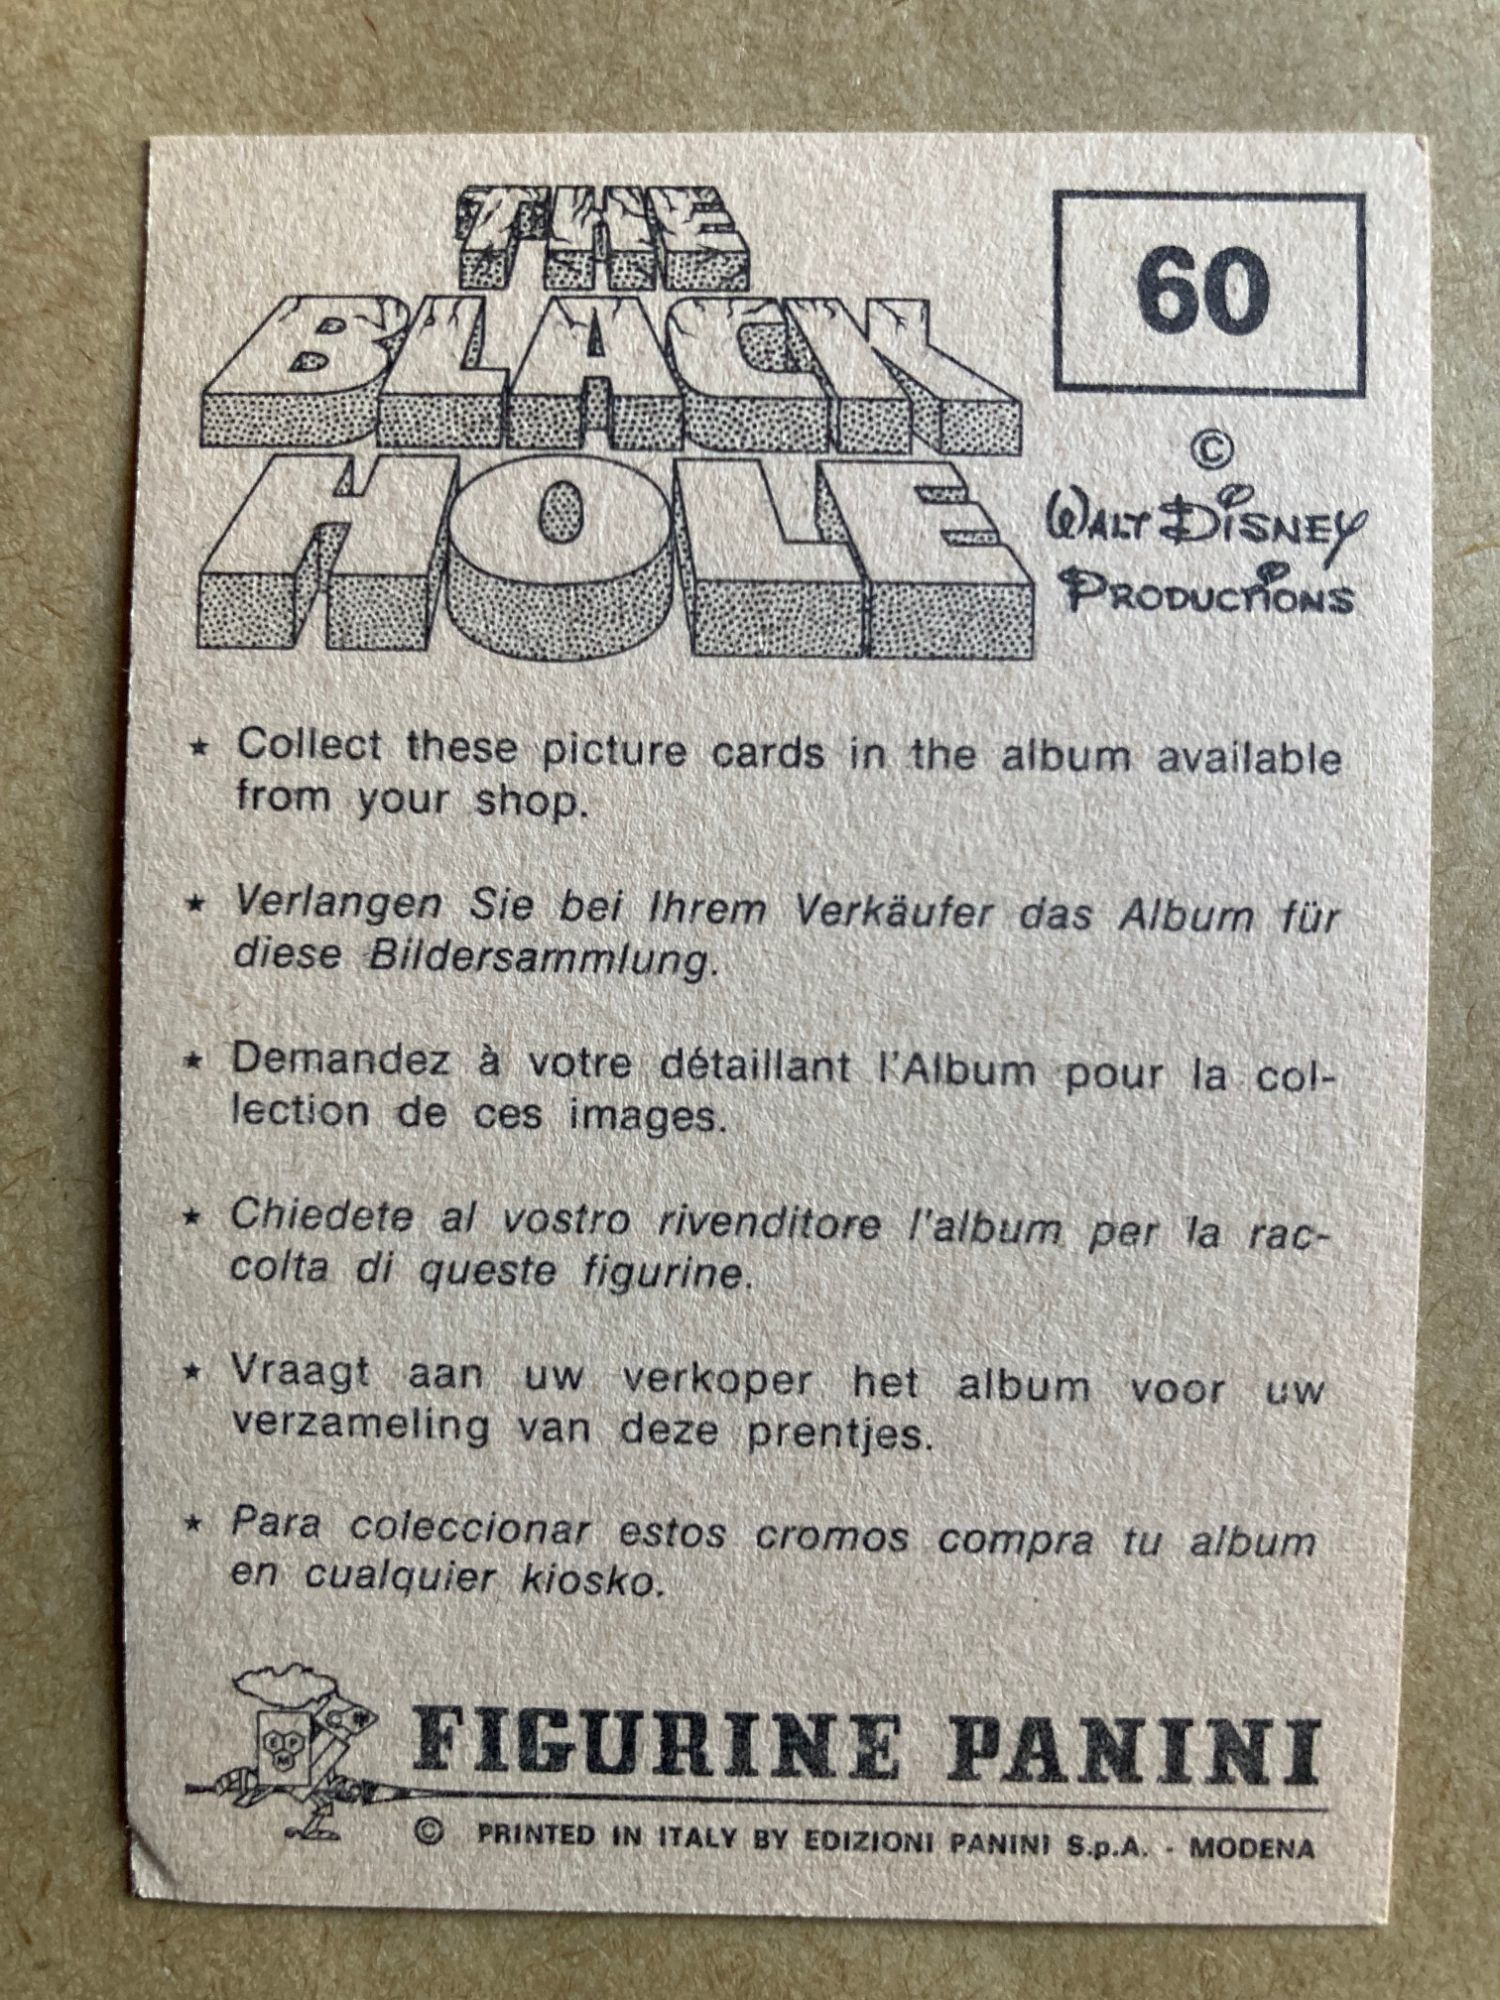 THE
BLACK
HOLE
60
©
WALT DISNEY
PRODUCTIONS
★ Collect these picture cards in the album available
from your shop.
★ Verlangen Sie bei Ihrem Verkäufer das Album für
diese Bildersammlung.
★ Demandez à votre détaillant l'Album pour la col-
lection de ces images.
★ Chiedete al vostro rivenditore l'album per la rac-
colta di queste figurine.
★ Vraagt aan uw verkoper het album voor uw
verzameling van deze prentjes.
★ Para coleccionar estos cromos compra tu album
en cualquier kiosko.
EPM
FIGURINE PANINI
© PRINTED IN ITALY BY EDIZIONI PANINI S.p.A. - MODENA